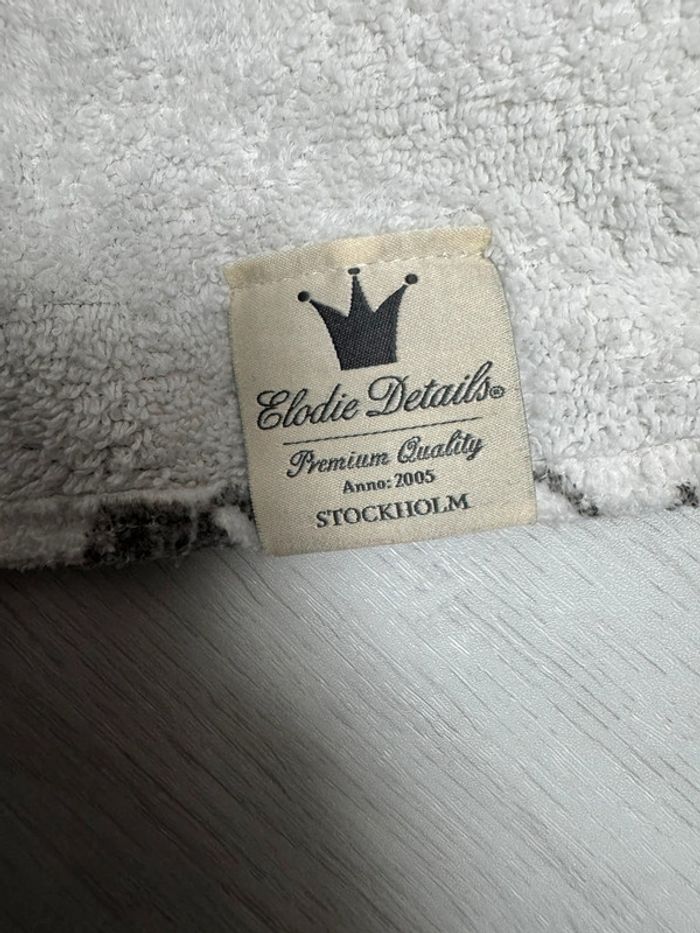 Elodie Details®
Premium Quality
Anno: 2005
STOCKHOLM